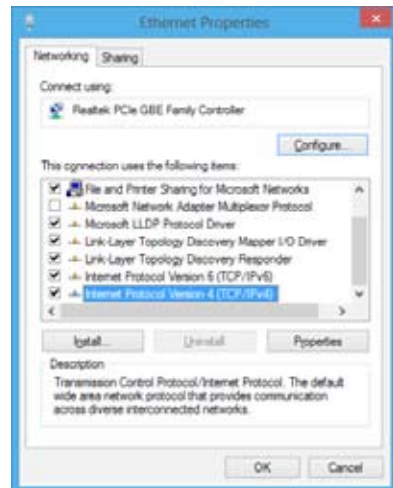 Ethernet Properties
Networking Sharing
Connect using:
Realtek PCIe GBE Family Controller
Configure...
This connection uses the following items:
File and Printer Sharing for Microsoft Networks
Microsoft Network Adapter Multiplexor Protocol
Microsoft LLDP Protocol Driver
Link-Layer Topology Discovery Mapper I/O Driver
Link-Layer Topology Discovery Responder
Internet Protocol Version 6 (TCP/IPv6)
Internet Protocol Version 4 (TCP/IPv4)
Install... Uninstall Properties
Description
Transmission Control Protocol/Internet Protocol. The default
wide area network protocol that provides communication
across diverse interconnected networks.
OK Cancel